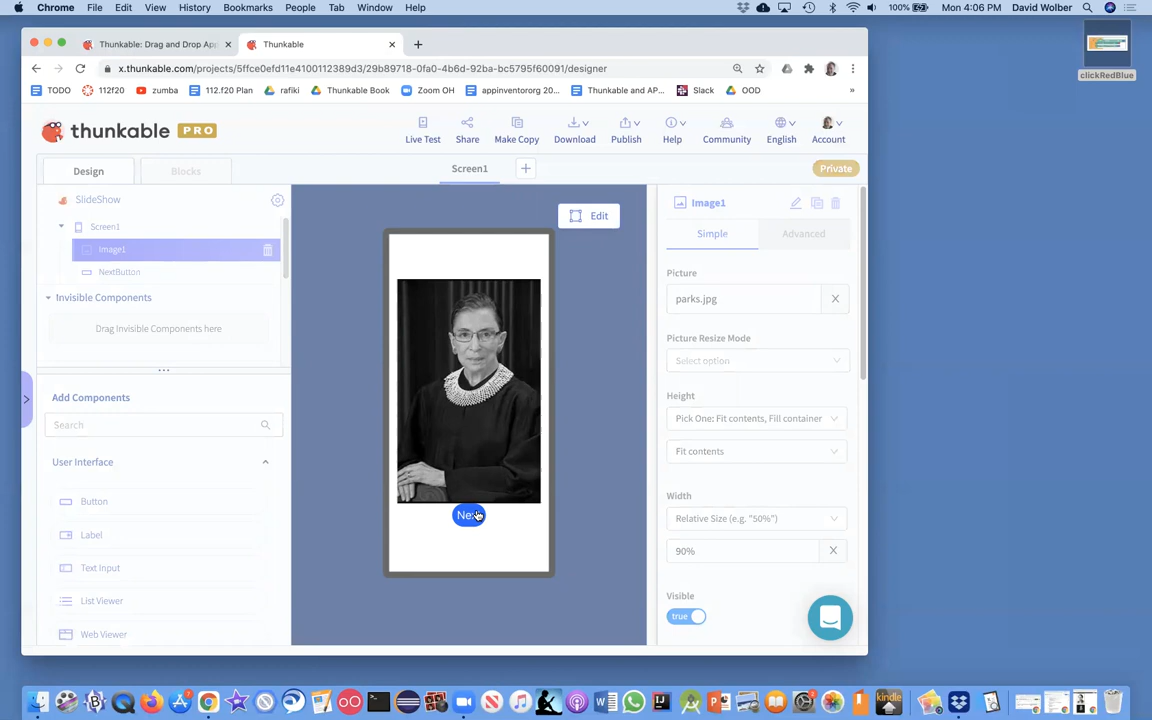 Chrome File Edit View History Bookmarks People Tab Window Help 100% Mon 4:06 PM David Wolber
Thunkable: Drag and Drop App Thunkable
clickRedBlue
x.thunkable.com/projects/5ffce0efd11e4100112389d3/29b89718-0fa0-4b6d-92ba-bc5795f60091/designer
TODO 112f20 zumba 112.f20 Plan rafiki Thunkable Book Zoom OH appinventororg 20... Thunkable and AP... Slack OOD »
thunkable PRO
Live Test Share Make Copy Download Publish Help Community English Account
Design Blocks Screen1 + Private
SlideShow
Edit
Image1
Screen1
Simple Advanced
Image1
NextButton
Picture
Invisible Components
parks.jpg X
Drag Invisible Components here
Picture Resize Mode
Select option
Add Components
Height
Search
Pick One: Fit contents, Fill container
Fit contents
User Interface
Width
Button
Relative Size (e.g. "50%")
Label
90% X
Text Input
List Viewer
Visible
true
Web Viewer
kindle